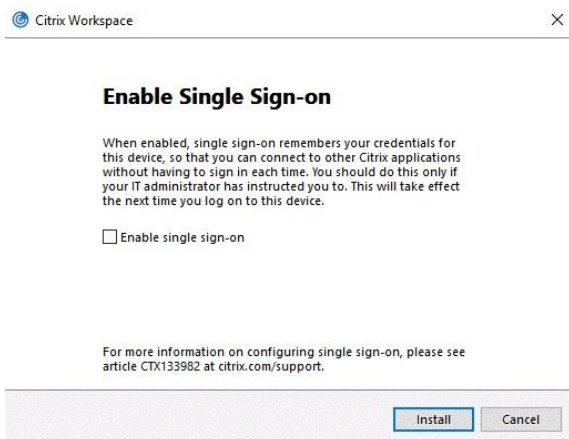 Citrix Workspace
Enable Single Sign-on
When enabled, single sign-on remembers your credentials for
this device, so that you can connect to other Citrix applications
without having to sign in each time. You should do this only if
your IT administrator has instructed you to. This will take effect
the next time you log on to this device.
Enable single sign-on
For more information on configuring single sign-on, please see
article CTX133982 at citrix.com/support.
Install Cancel